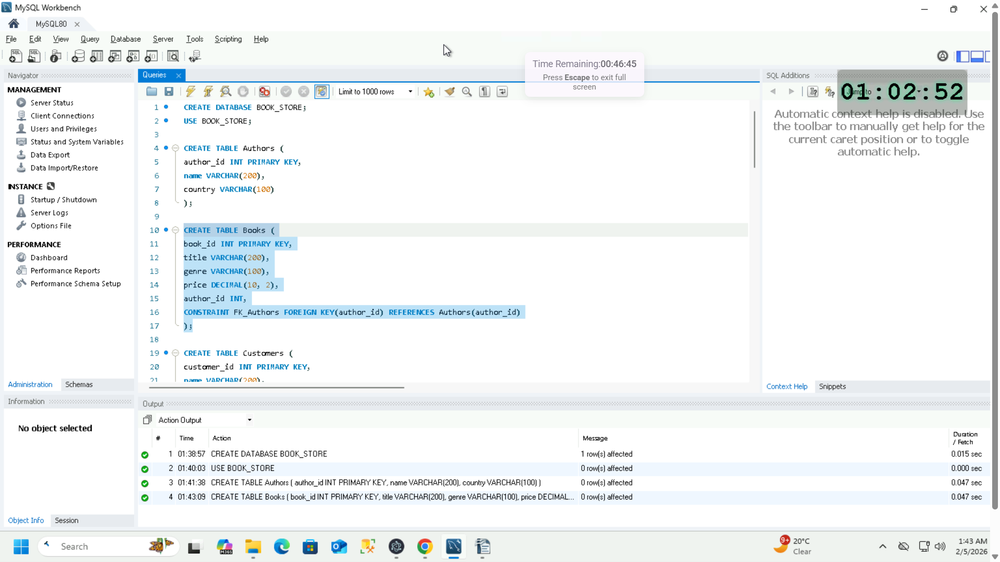 MySQL Workbench
MySQL80
File Edit View Query Database Server Tools Scripting Help
Time Remaining:00:46:45
Press Escape to exit full
screen
Navigator
MANAGEMENT
Server Status
Client Connections
Users and Privileges
Status and System Variables
Data Export
Data Import/Restore
INSTANCE
Startup / Shutdown
Server Logs
Options File
PERFORMANCE
Dashboard
Performance Reports
Performance Schema Setup
Administration Schemas
Information
No object selected
Object Info Session
Queries
Limit to 1000 rows
1 CREATE DATABASE BOOK_STORE;
2 USE BOOK_STORE;
3
4 CREATE TABLE Authors (
5 author_id INT PRIMARY KEY,
6 name VARCHAR(200),
7 country VARCHAR(100)
8 );
9
10 CREATE TABLE Books (
11 book_id INT PRIMARY KEY,
12 title VARCHAR(200),
13 genre VARCHAR(100),
14 price DECIMAL(10, 2),
15 author_id INT,
16 CONSTRAINT FK_Authors FOREIGN KEY(author_id) REFERENCES Authors(author_id)
17 );
18
19 CREATE TABLE Customers (
20 customer_id INT PRIMARY KEY,
21 name VARCHAR(200),
SQL Additions
Jump to
01:02:52
Automatic context help is disabled. Use
the toolbar to manually get help for the
current caret position or to toggle
automatic help.
Context Help Snippets
Output
Action Output
# Time Action Message Duration / Fetch
1 01:38:57 CREATE DATABASE BOOK_STORE 1 row(s) affected 0.015 sec
2 01:40:03 USE BOOK_STORE 0 row(s) affected 0.000 sec
3 01:41:38 CREATE TABLE Authors ( author_id INT PRIMARY KEY, name VARCHAR(200), country VARCHAR(100) ) 0 row(s) affected 0.047 sec
4 01:43:09 CREATE TABLE Books ( book_id INT PRIMARY KEY, title VARCHAR(200), genre VARCHAR(100), price DECIMAL... 0 row(s) affected 0.047 sec
Search
M365
9+
20°C
Clear
1:43 AM
2/5/2026